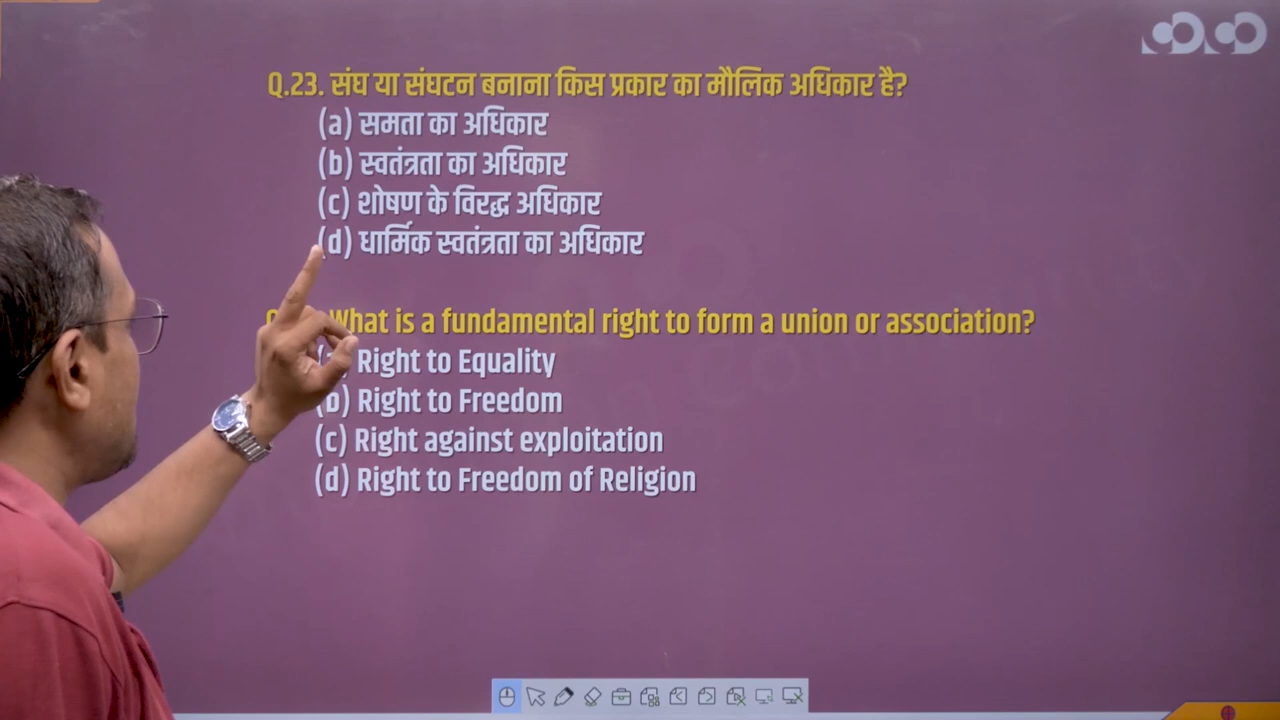 Q.23. संघ या संघटन बनाना किस प्रकार का मौलिक अधिकार है?
(a) समता का अधिकार
(b) स्वतंत्रता का अधिकार
(c) शोषण के विरद्ध अधिकार
(d) धार्मिक स्वतंत्रता का अधिकार
What is a fundamental right to form a union or association?
Right to Equality
(b) Right to Freedom
(c) Right against exploitation
(d) Right to Freedom of Religion